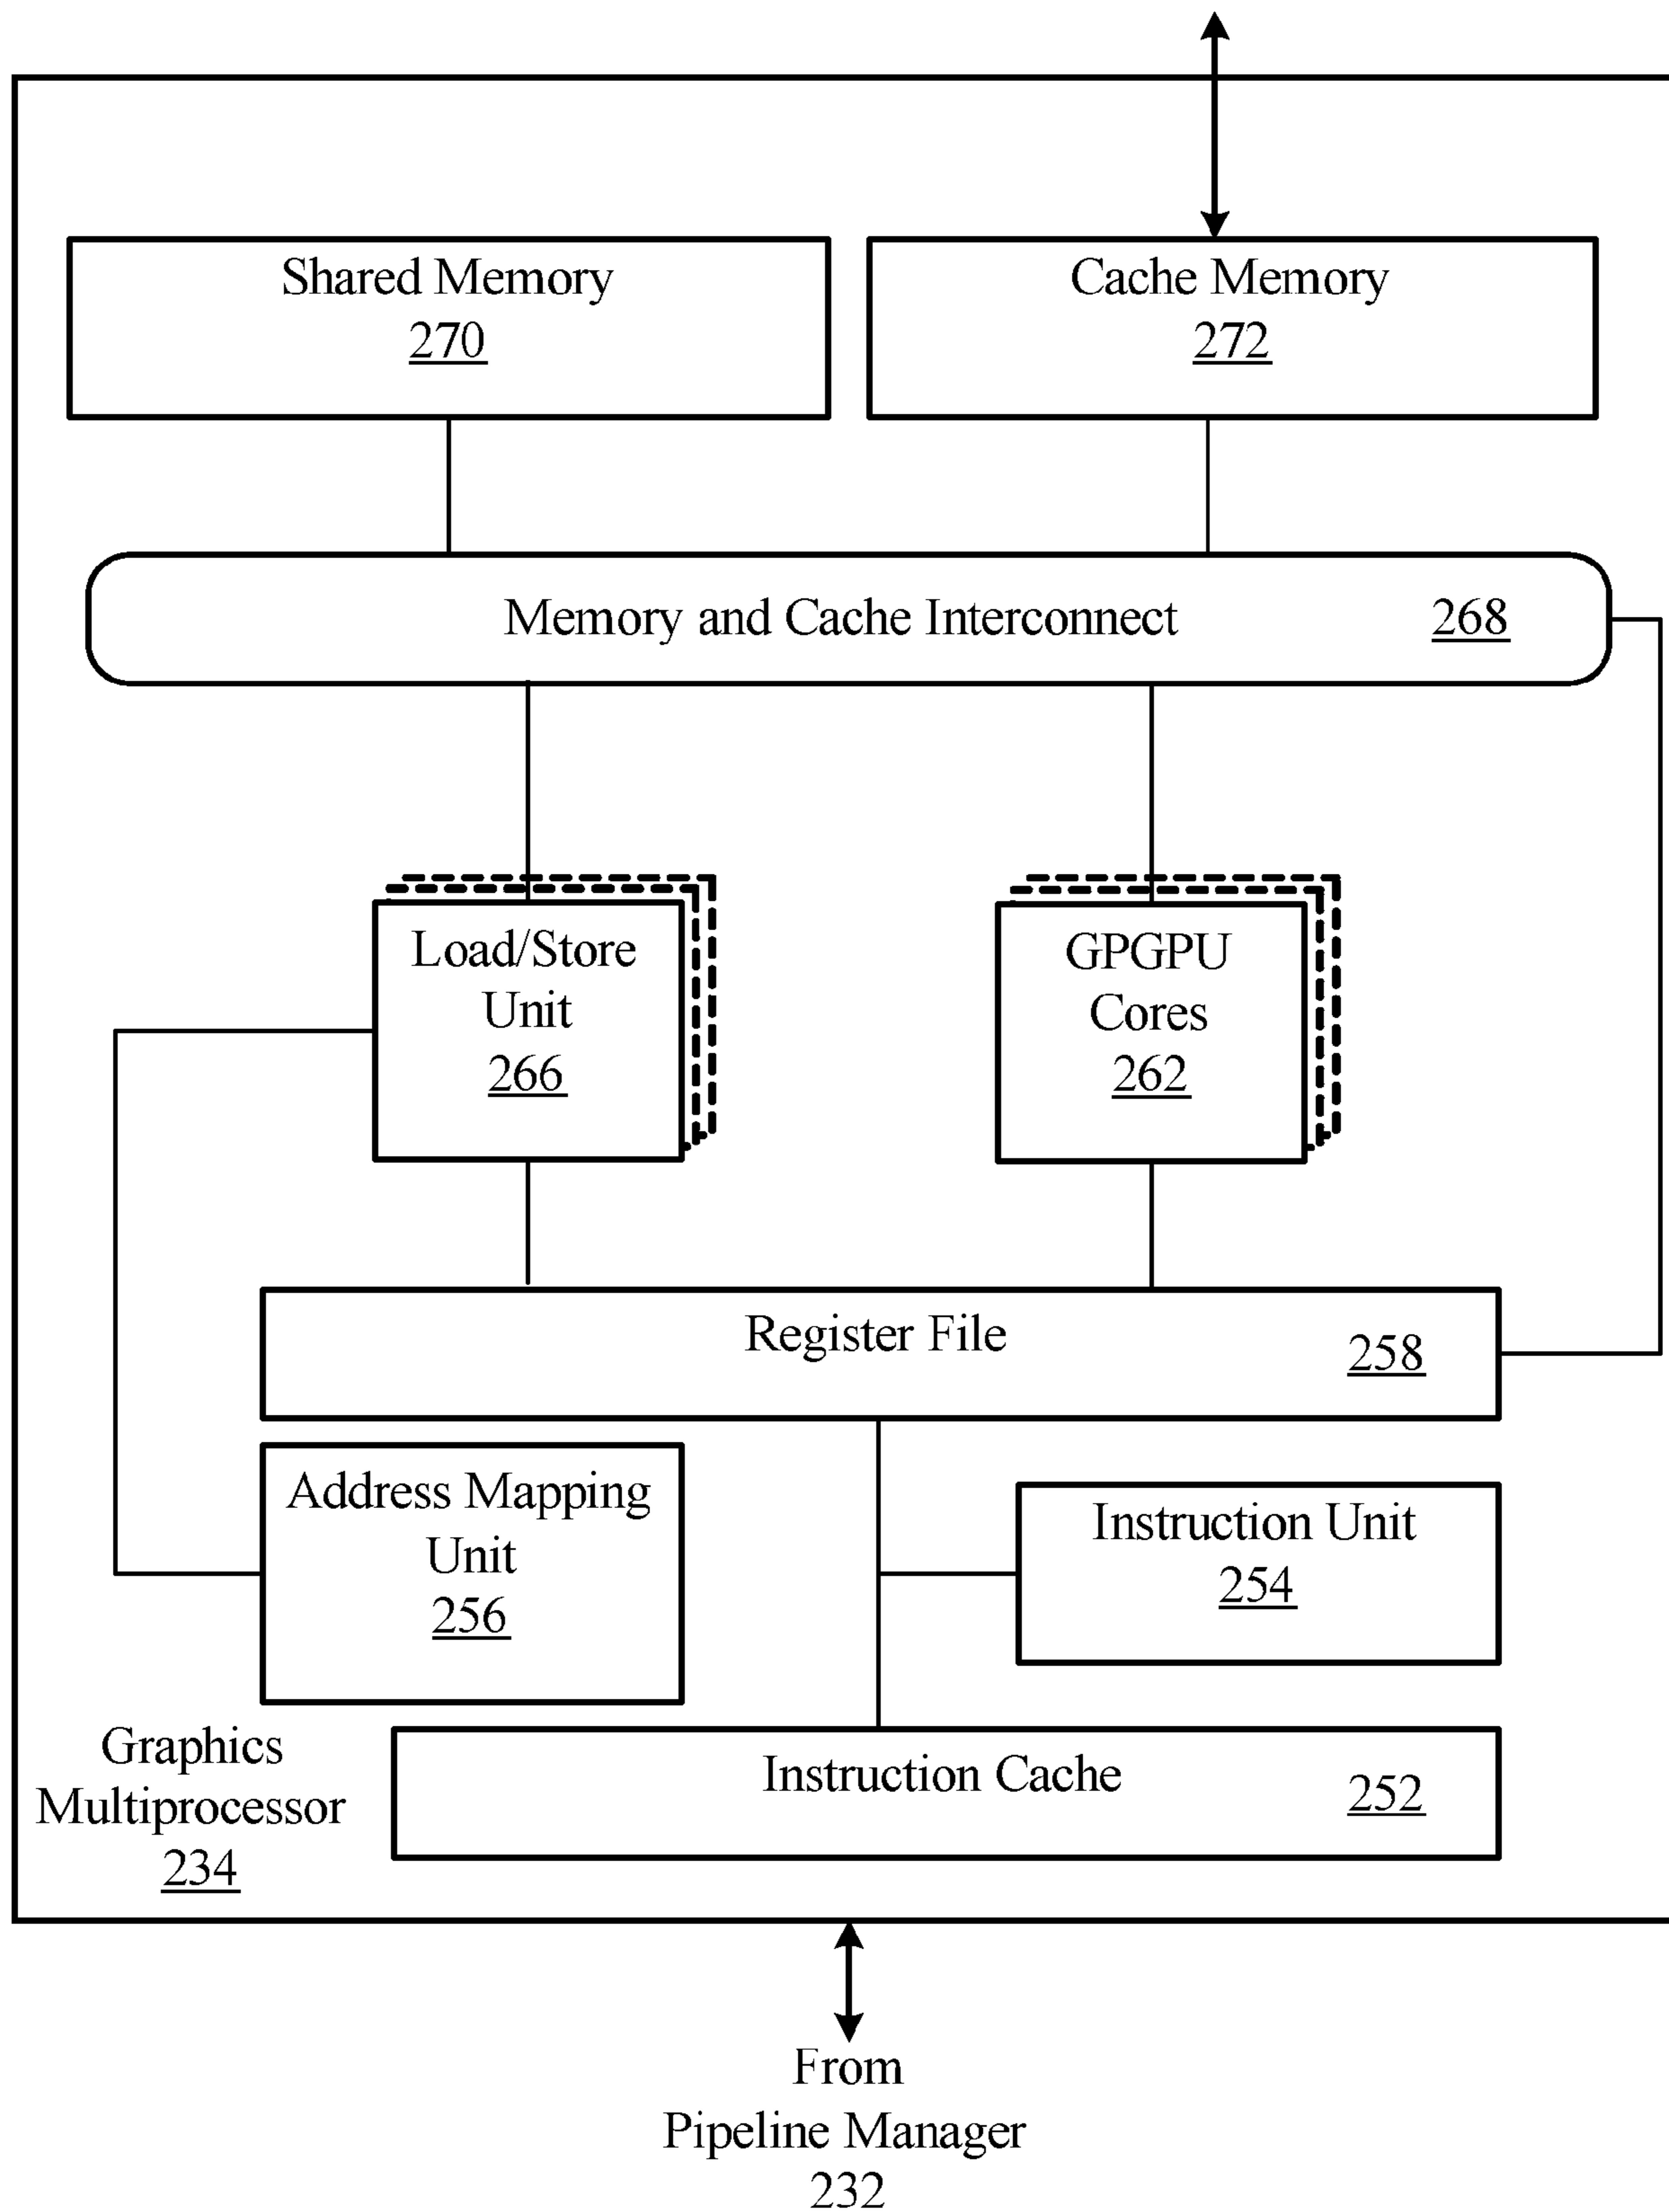 Shared Memory
270
Cache Memory
272
Memory and Cache Interconnect 268
Load/Store
Unit
266
GPGPU
Cores
262
Register File 258
Address Mapping
Unit
256
Instruction Unit
254
Graphics
Multiprocessor
234
Instruction Cache 252
From
Pipeline Manager
232